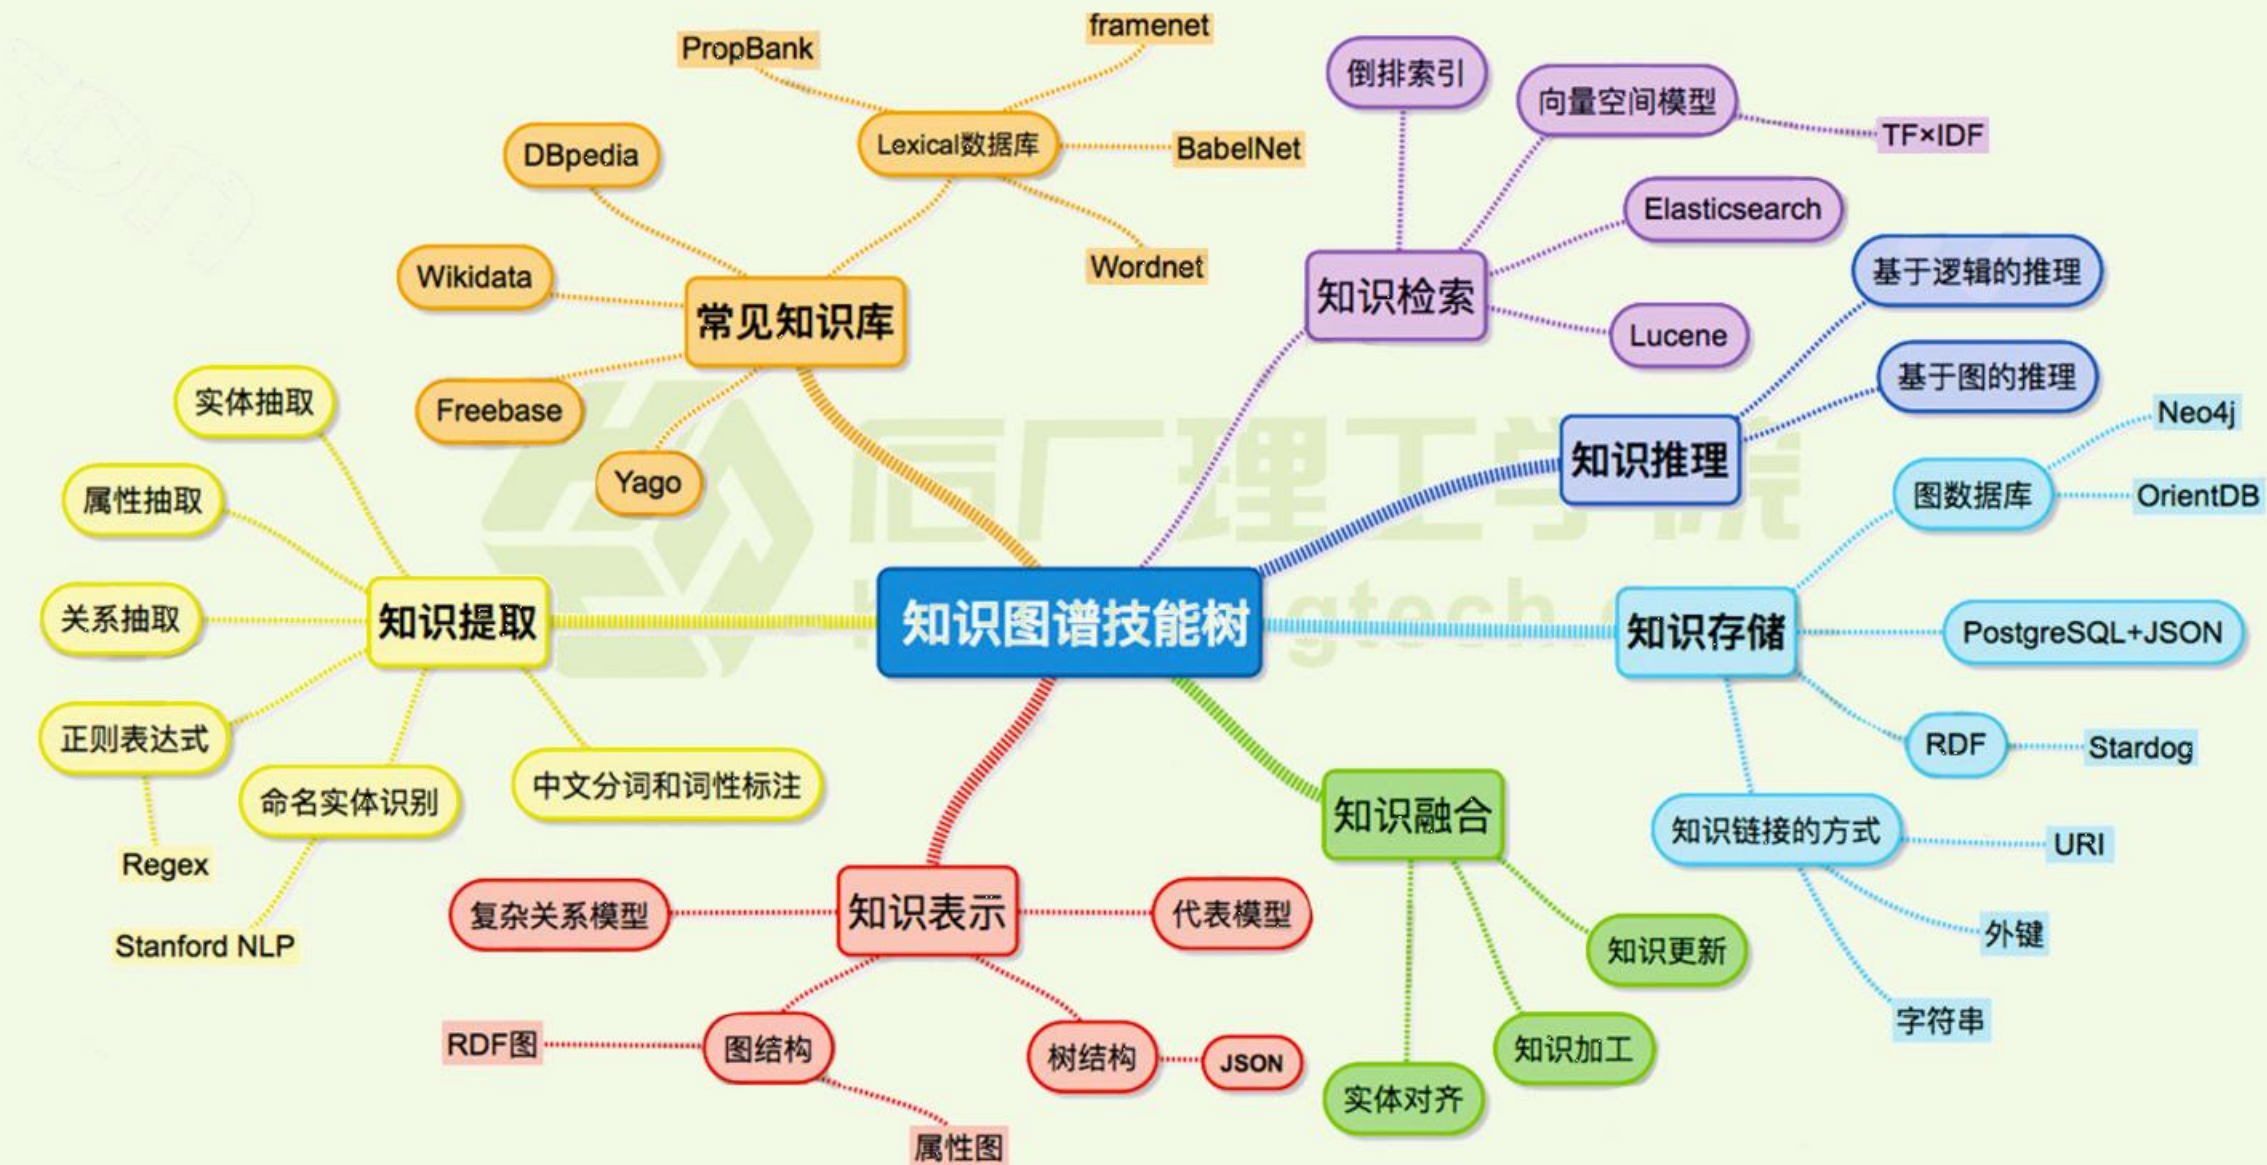 知识图谱技能树
常见知识库
Lexical数据库
PropBank
framenet
BabelNet
Wordnet
DBpedia
Wikidata
Freebase
Yago
知识检索
倒排索引
向量空间模型
TF×IDF
Elasticsearch
Lucene
知识推理
基于逻辑的推理
基于图的推理
知识存储
图数据库
Neo4j
OrientDB
PostgreSQL+JSON
RDF
Stardog
知识链接的方式
URI
外键
字符串
知识融合
知识更新
知识加工
实体对齐
知识表示
代表模型
复杂关系模型
图结构
RDF图
属性图
树结构
JSON
知识提取
实体抽取
属性抽取
关系抽取
正则表达式
Regex
命名实体识别
Stanford NLP
中文分词和词性标注
理工学院
gtech